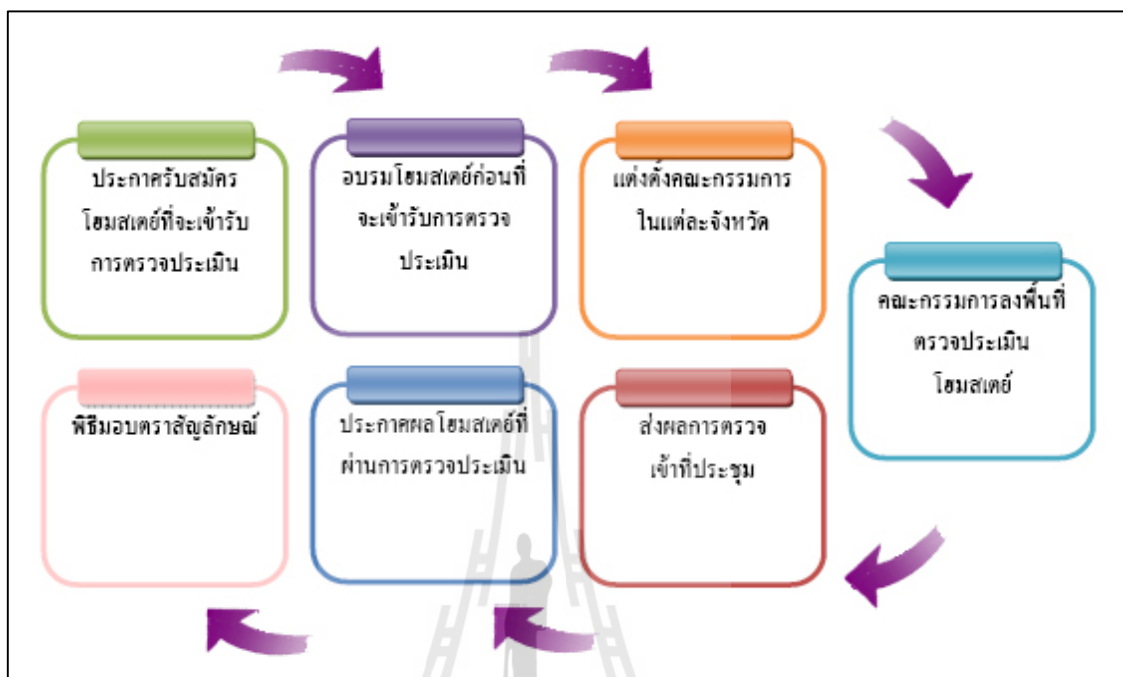 ประกาศรับสมัคร
โฮมสเตย์ที่จะเข้ารับ
การตรวจประเมิน
อบรมโฮมสเตย์ก่อนที่
จะเข้ารับการตรวจ
ประเมิน
แต่งตั้งคณะกรรมการ
ในแต่ละจังหวัด
คณะกรรมการลงพื้นที่
ตรวจประเมิน
โฮมสเตย์
ส่งผลการตรวจ
เข้าที่ประชุม
ประกาศผลโฮมสเตย์ที่
ผ่านการตรวจประเมิน
พิธีมอบตราสัญลักษณ์